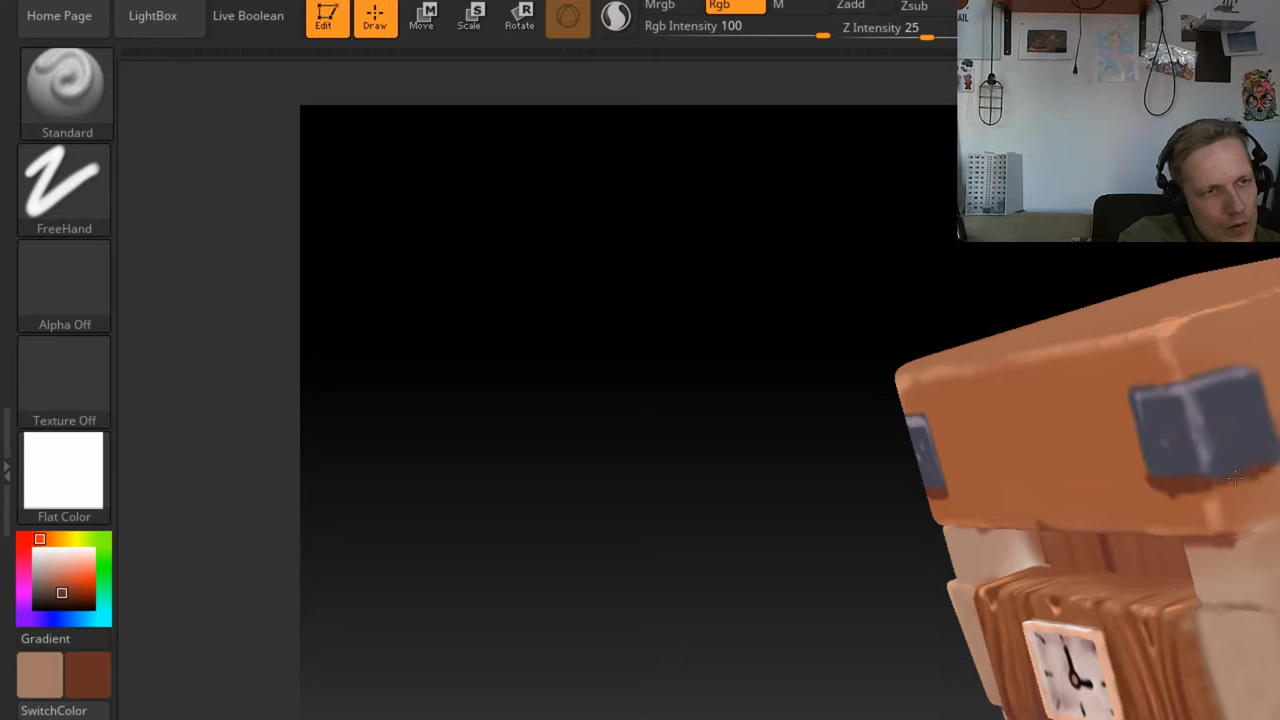 Home Page
LightBox
Live Boolean
Edit
Draw
Move
Scale
Rotate
Mrgb
Rgb
M
Zadd
Zsub
Rgb Intensity 100
Z Intensity 25
Standard
FreeHand
Alpha Off
Texture Off
Flat Color
Gradient
SwitchColor